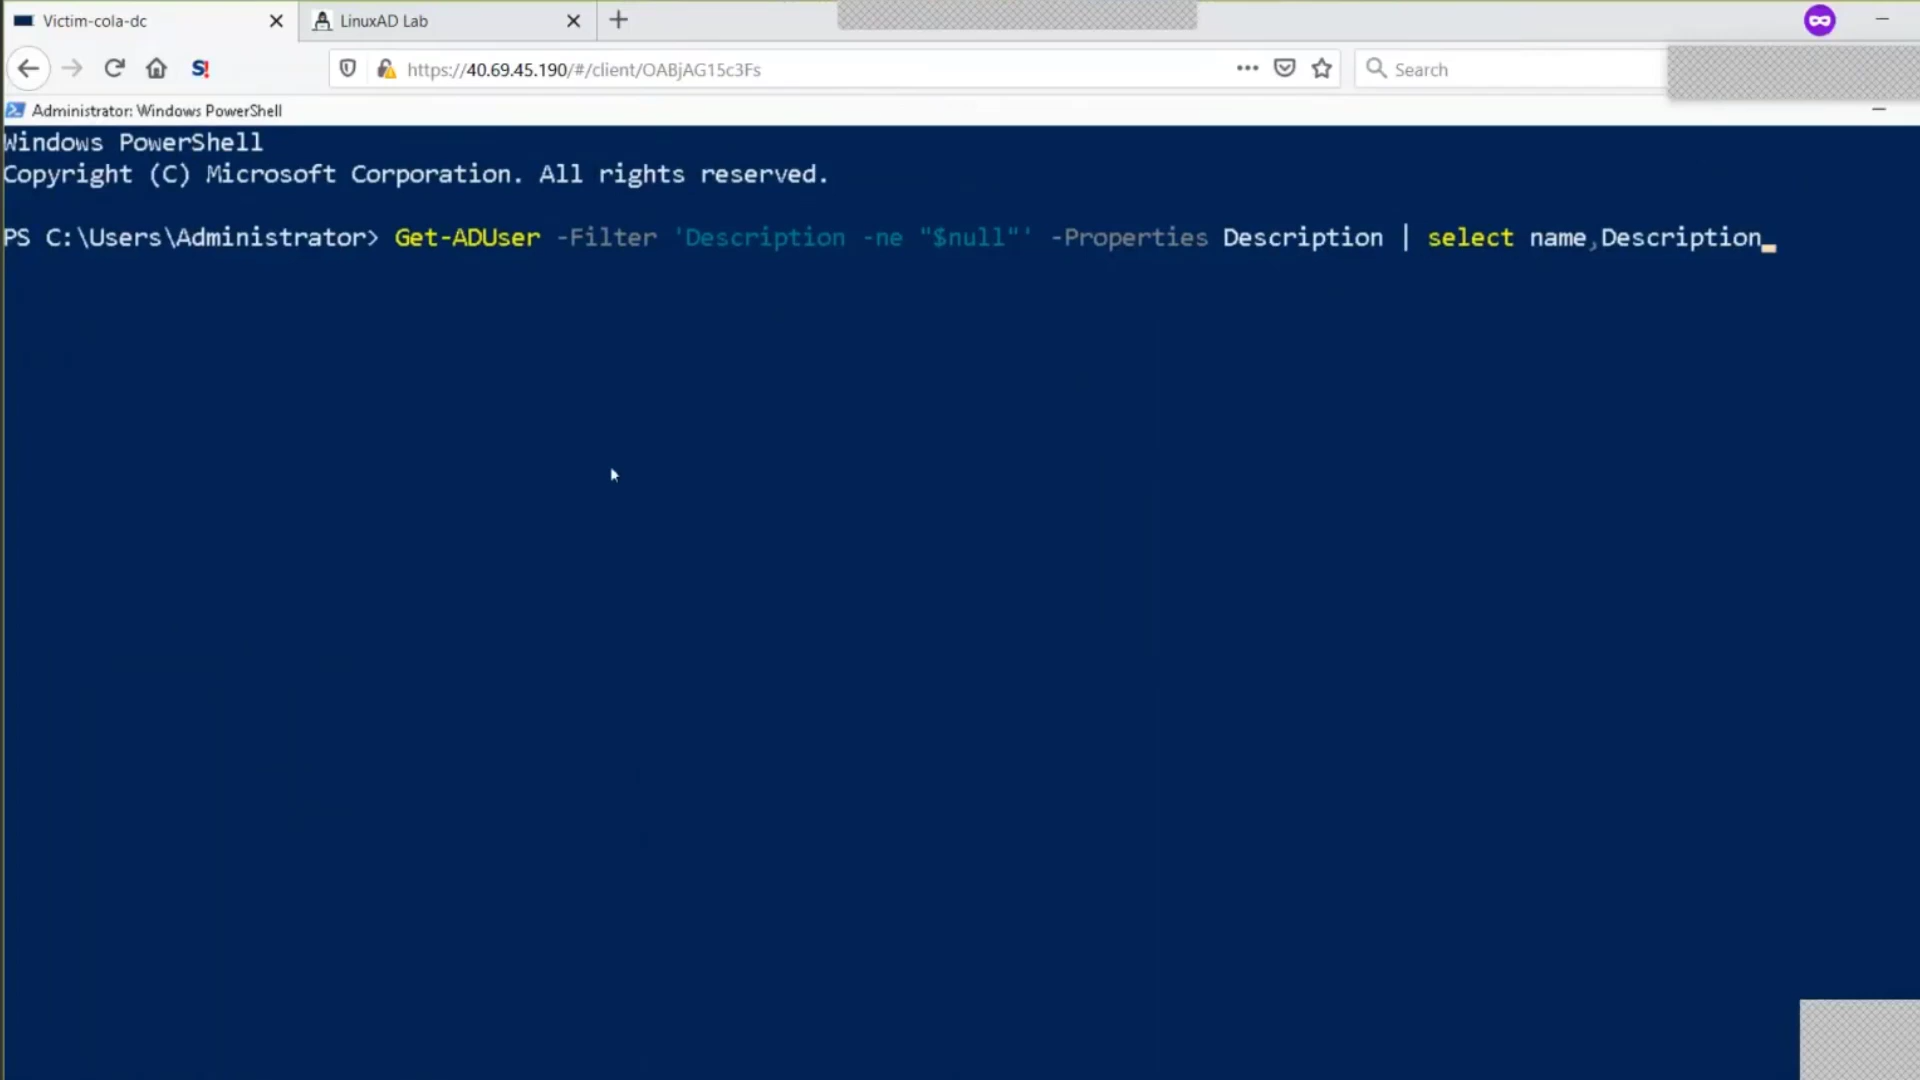 Victim-cola-dc
LinuxAD Lab
S!
https://40.69.45.190/#/client/OABjAG15c3Fs
Search
Administrator: Windows PowerShell
Windows PowerShell
Copyright (C) Microsoft Corporation. All rights reserved.
PS C:\Users\Administrator> Get-ADUser -Filter 'Description -ne "$null"' -Properties Description | select name,Description